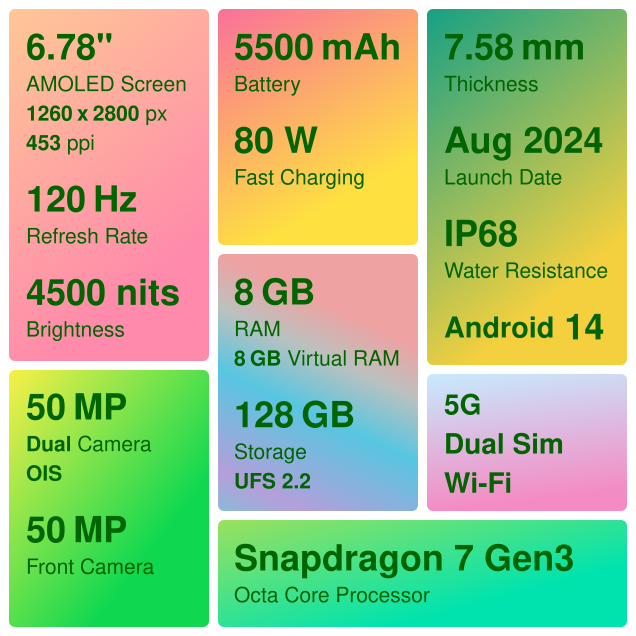 6.78"
AMOLED Screen
1260 x 2800 px
453 ppi
120 Hz
Refresh Rate
4500 nits
Brightness
5500 mAh
Battery
80 W
Fast Charging
7.58 mm
Thickness
Aug 2024
Launch Date
IP68
Water Resistance
Android 14
8 GB
RAM
8 GB Virtual RAM
128 GB
Storage
UFS 2.2
50 MP
Dual Camera
OIS
50 MP
Front Camera
5G
Dual Sim
Wi-Fi
Snapdragon 7 Gen3
Octa Core Processor